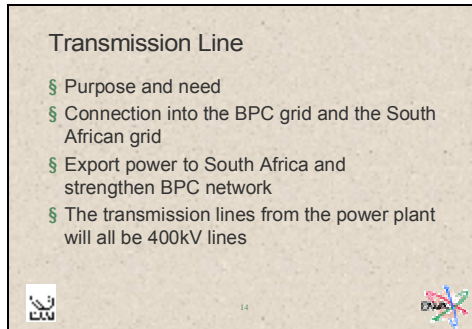 Transmission Line
§ Purpose and need
§ Connection into the BPC grid and the South
African grid
§ Export power to South Africa and
strengthen BPC network
§ The transmission lines from the power plant
will all be 400kV lines
14